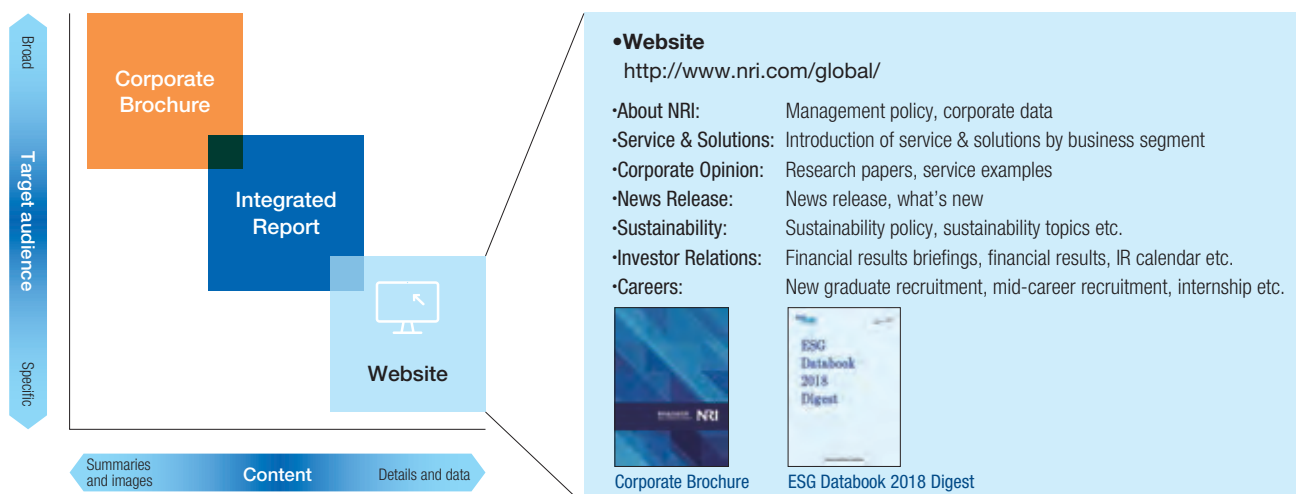 Broad
Target audience
Specific
Corporate
Brochure
Integrated
Report
Website
Summaries
and images
Content
Details and data
•Website
http://www.nri.com/global/
•About NRI: Management policy, corporate data
•Service & Solutions: Introduction of service & solutions by business segment
•Corporate Opinion: Research papers, service examples
•News Release: News release, what's new
•Sustainability: Sustainability policy, sustainability topics etc.
•Investor Relations: Financial results briefings, financial results, IR calendar etc.
•Careers: New graduate recruitment, mid-career recruitment, internship etc.
NRI
ESG
Databook
2018
Digest
Corporate Brochure
ESG Databook 2018 Digest